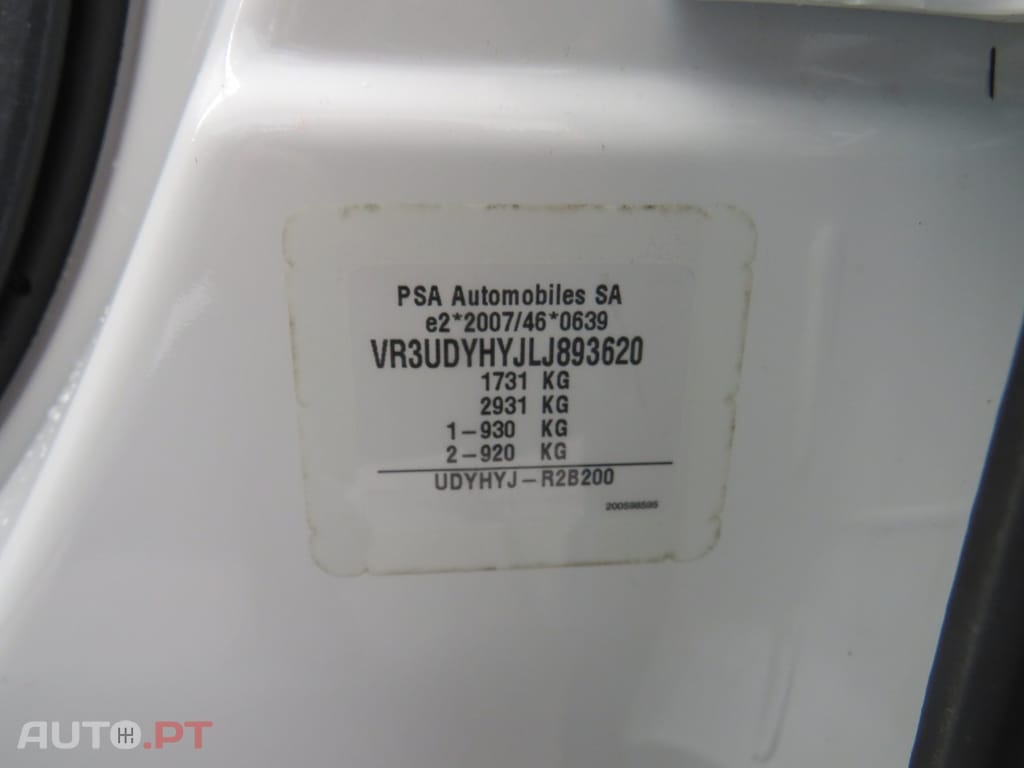 PSA Automobiles SA
e2*2007/46*0639
VR3UDYHYJLJ893620
1731 KG
2931 KG
1-930 KG
2-920 KG
UDYHYJ-R2B200
200598595
AUTO.PT